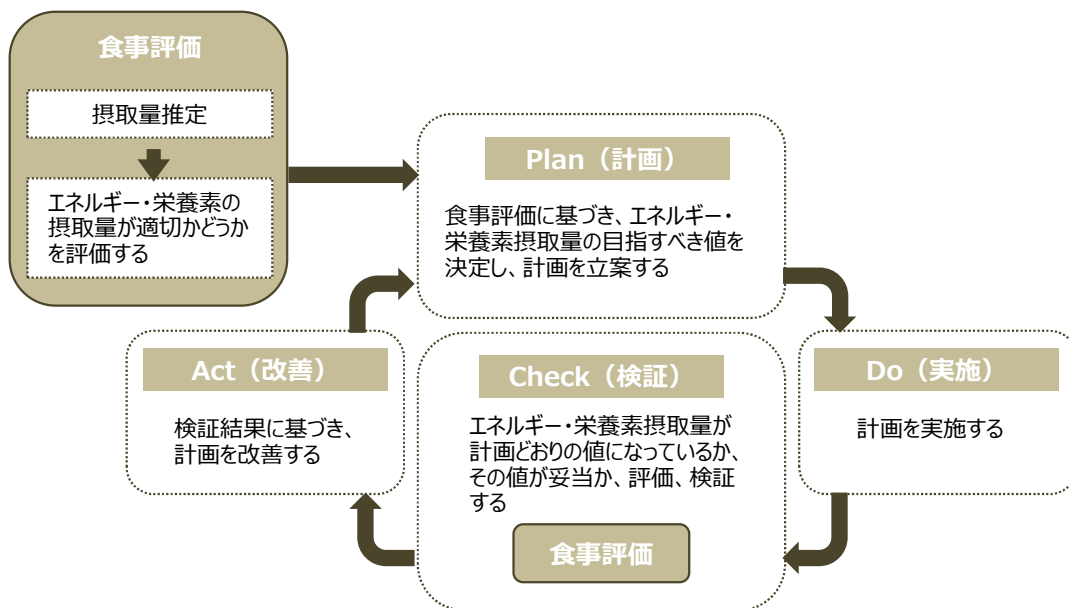 食事評価
摂取量推定
エネルギー・栄養素の
摂取量が適切かどうか
を評価する
Plan（計画）
食事評価に基づき、エネルギー・
栄養素摂取量の目指すべき値を
決定し、計画を立案する
Act（改善）
検証結果に基づき、
計画を改善する
Check（検証）
エネルギー・栄養素摂取量が
計画どおりの値になっているか、
その値が妥当か、評価、検証
する
食事評価
Do（実施）
計画を実施する